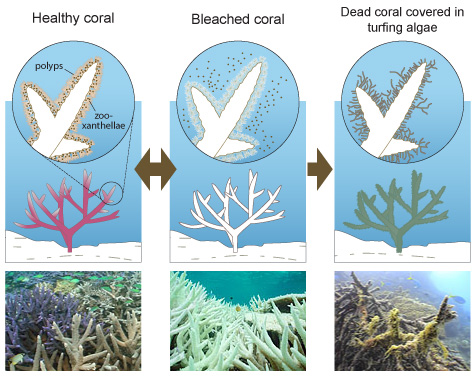 Healthy coral
Bleached coral
Dead coral covered in
turfing algae
polyps
zoo-
xanthellae